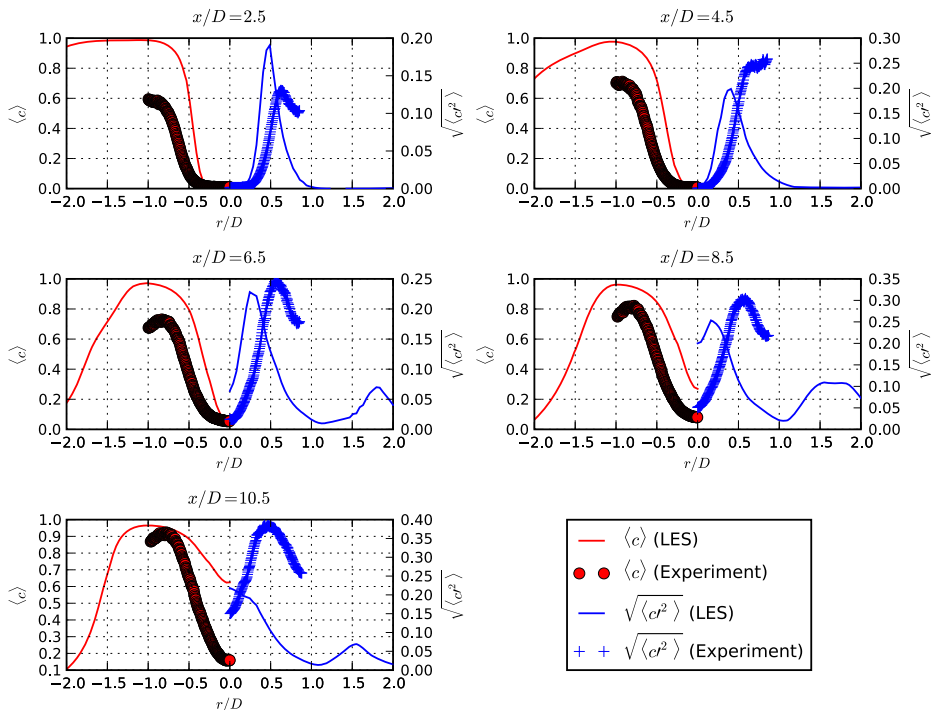 x/D=2.5
1.0 0.8 0.6 0.4 0.2 0.0
⟨c⟩
0.20 0.15 0.10 0.05 0.00
√⟨c′²⟩
−2.0 −1.5 −1.0 −0.5 0.0 0.5 1.0 1.5 2.0
r/D
x/D=4.5
1.0 0.8 0.6 0.4 0.2 0.0
⟨c⟩
0.30 0.25 0.20 0.15 0.10 0.05 0.00
√⟨c′²⟩
−2.0 −1.5 −1.0 −0.5 0.0 0.5 1.0 1.5 2.0
r/D
x/D=6.5
1.0 0.8 0.6 0.4 0.2 0.0
⟨c⟩
0.25 0.20 0.15 0.10 0.05 0.00
√⟨c′²⟩
−2.0 −1.5 −1.0 −0.5 0.0 0.5 1.0 1.5 2.0
r/D
x/D=8.5
1.0 0.8 0.6 0.4 0.2 0.0
⟨c⟩
0.35 0.30 0.25 0.20 0.15 0.10 0.05 0.00
√⟨c′²⟩
−2.0 −1.5 −1.0 −0.5 0.0 0.5 1.0 1.5 2.0
r/D
x/D=10.5
1.0 0.9 0.8 0.7 0.6 0.5 0.4 0.3 0.2 0.1
⟨c⟩
0.40 0.35 0.30 0.25 0.20 0.15 0.10 0.05 0.00
√⟨c′²⟩
−2.0 −1.5 −1.0 −0.5 0.0 0.5 1.0 1.5 2.0
r/D
⟨c⟩ (LES)
⟨c⟩ (Experiment)
√⟨c′²⟩ (LES)
√⟨c′²⟩ (Experiment)